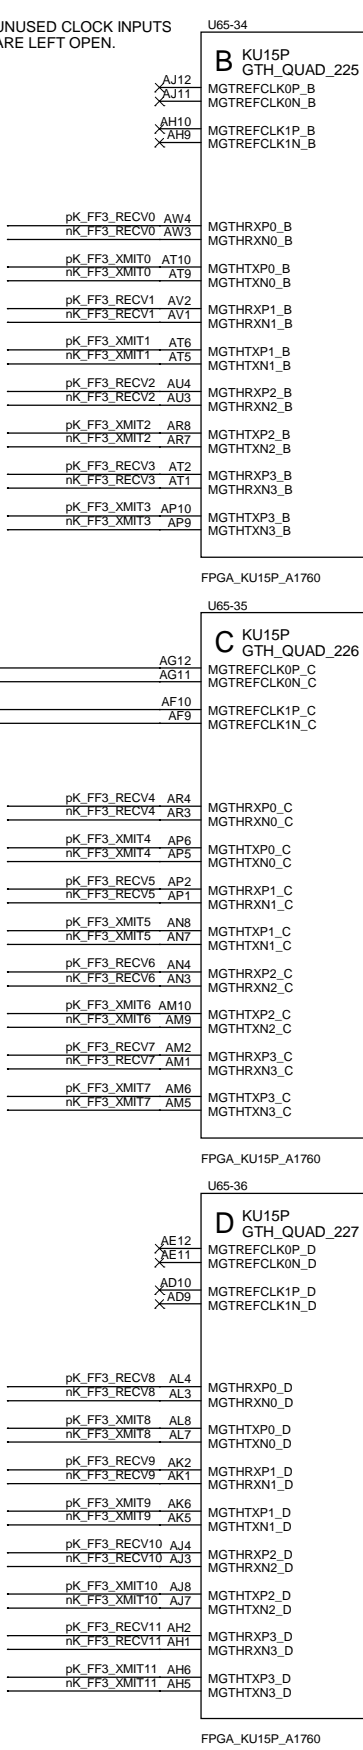 UNUSED CLOCK INPUTS
ARE LEFT OPEN.
U65-34
B KU15P
GTH_QUAD_225
AJ12 MGTREFCLK0P_B
AJ11 MGTREFCLK0N_B
AH10 MGTREFCLK1P_B
AH9 MGTREFCLK1N_B
pK_FF3_RECV0 AW4 MGTHRXP0_B
nK_FF3_RECV0 AW3 MGTHRXN0_B
pK_FF3_XMIT0 AT10 MGTHTXP0_B
nK_FF3_XMIT0 AT9 MGTHTXN0_B
pK_FF3_RECV1 AV2 MGTHRXP1_B
nK_FF3_RECV1 AV1 MGTHRXN1_B
pK_FF3_XMIT1 AT6 MGTHTXP1_B
nK_FF3_XMIT1 AT5 MGTHTXN1_B
pK_FF3_RECV2 AU4 MGTHRXP2_B
nK_FF3_RECV2 AU3 MGTHRXN2_B
pK_FF3_XMIT2 AR8 MGTHTXP2_B
nK_FF3_XMIT2 AR7 MGTHTXN2_B
pK_FF3_RECV3 AT2 MGTHRXP3_B
nK_FF3_RECV3 AT1 MGTHRXN3_B
pK_FF3_XMIT3 AP10 MGTHTXP3_B
nK_FF3_XMIT3 AP9 MGTHTXN3_B
FPGA_KU15P_A1760
U65-35
C KU15P
GTH_QUAD_226
AG12 MGTREFCLK0P_C
AG11 MGTREFCLK0N_C
AF10 MGTREFCLK1P_C
AF9 MGTREFCLK1N_C
pK_FF3_RECV4 AR4 MGTHRXP0_C
nK_FF3_RECV4 AR3 MGTHRXN0_C
pK_FF3_XMIT4 AP6 MGTHTXP0_C
nK_FF3_XMIT4 AP5 MGTHTXN0_C
pK_FF3_RECV5 AP2 MGTHRXP1_C
nK_FF3_RECV5 AP1 MGTHRXN1_C
pK_FF3_XMIT5 AN8 MGTHTXP1_C
nK_FF3_XMIT5 AN7 MGTHTXN1_C
pK_FF3_RECV6 AN4 MGTHRXP2_C
nK_FF3_RECV6 AN3 MGTHRXN2_C
pK_FF3_XMIT6 AM10 MGTHTXP2_C
nK_FF3_XMIT6 AM9 MGTHTXN2_C
pK_FF3_RECV7 AM2 MGTHRXP3_C
nK_FF3_RECV7 AM1 MGTHRXN3_C
pK_FF3_XMIT7 AM6 MGTHTXP3_C
nK_FF3_XMIT7 AM5 MGTHTXN3_C
FPGA_KU15P_A1760
U65-36
D KU15P
GTH_QUAD_227
AE12 MGTREFCLK0P_D
AE11 MGTREFCLK0N_D
AD10 MGTREFCLK1P_D
AD9 MGTREFCLK1N_D
pK_FF3_RECV8 AL4 MGTHRXP0_D
nK_FF3_RECV8 AL3 MGTHRXN0_D
pK_FF3_XMIT8 AL8 MGTHTXP0_D
nK_FF3_XMIT8 AL7 MGTHTXN0_D
pK_FF3_RECV9 AK2 MGTHRXP1_D
nK_FF3_RECV9 AK1 MGTHRXN1_D
pK_FF3_XMIT9 AK6 MGTHTXP1_D
nK_FF3_XMIT9 AK5 MGTHTXN1_D
pK_FF3_RECV10 AJ4 MGTHRXP2_D
nK_FF3_RECV10 AJ3 MGTHRXN2_D
pK_FF3_XMIT10 AJ8 MGTHTXP2_D
nK_FF3_XMIT10 AJ7 MGTHTXN2_D
pK_FF3_RECV11 AH2 MGTHRXP3_D
nK_FF3_RECV11 AH1 MGTHRXN3_D
pK_FF3_XMIT11 AH6 MGTHTXP3_D
nK_FF3_XMIT11 AH5 MGTHTXN3_D
FPGA_KU15P_A1760